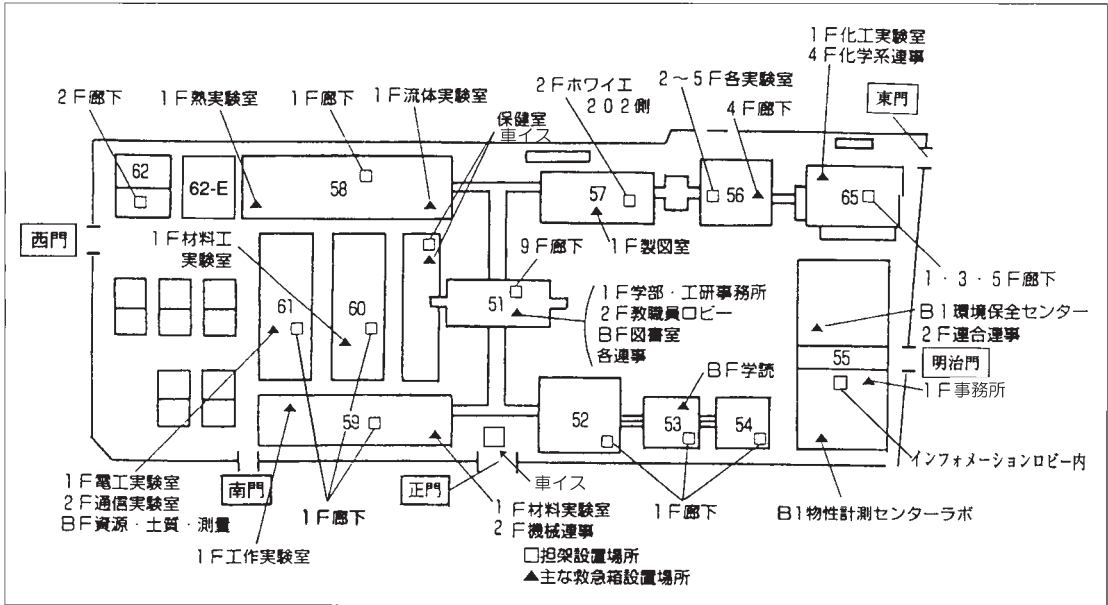 1F化工実験室
4F化学系連事
東門
2Fホワイエ
202側
2～5F各実験室
4F廊下
2F廊下
1F熱実験室
1F廊下
1F流体実験室
保健室
車イス
62
62-E
58
57
56
65
西門
1F材料工
実験室
9F廊下
1F製図室
1・3・5F廊下
61
60
51
1F学部・工研事務所
2F教職員ロビー
BF図書室
各連事
B1環境保全センター
2F連合連事
55
明治門
BF学読
1F事務所
59
52
53
54
インフォメーションロビー内
1F電工実験室
2F通信実験室
BF資源・土質・測量
南門
1F廊下
正門
車イス
1F材料実験室
2F機械連事
1F廊下
B1物性計測センターラボ
1F工作実験室
□担架設置場所
▲主な救急箱設置場所